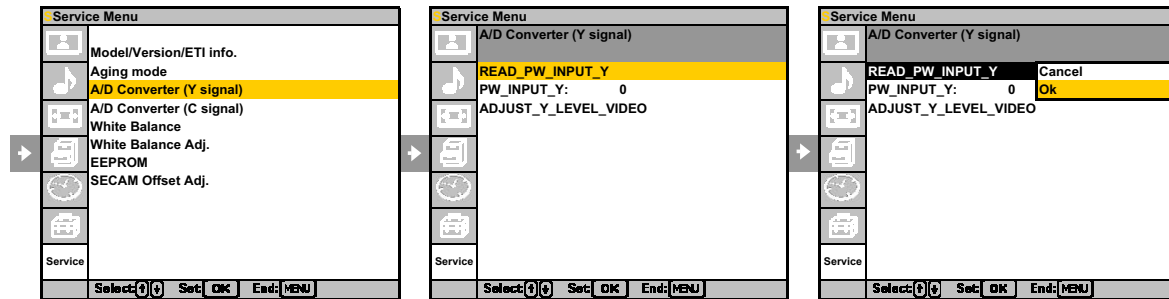 Service Menu
Model/Version/ETI info.
Aging mode
A/D Converter (Y signal)
A/D Converter (C signal)
White Balance
White Balance Adj.
EEPROM
SECAM Offset Adj.
Service
Select: Set: OK End: MENU
Service Menu
A/D Converter (Y signal)
READ_PW_INPUT_Y
PW_INPUT_Y: 0
ADJUST_Y_LEVEL_VIDEO
Service
Select: Set: OK End: MENU
Service Menu
A/D Converter (Y signal)
READ_PW_INPUT_Y Cancel
PW_INPUT_Y: 0 Ok
ADJUST_Y_LEVEL_VIDEO
Service
Select: Set: OK End: MENU